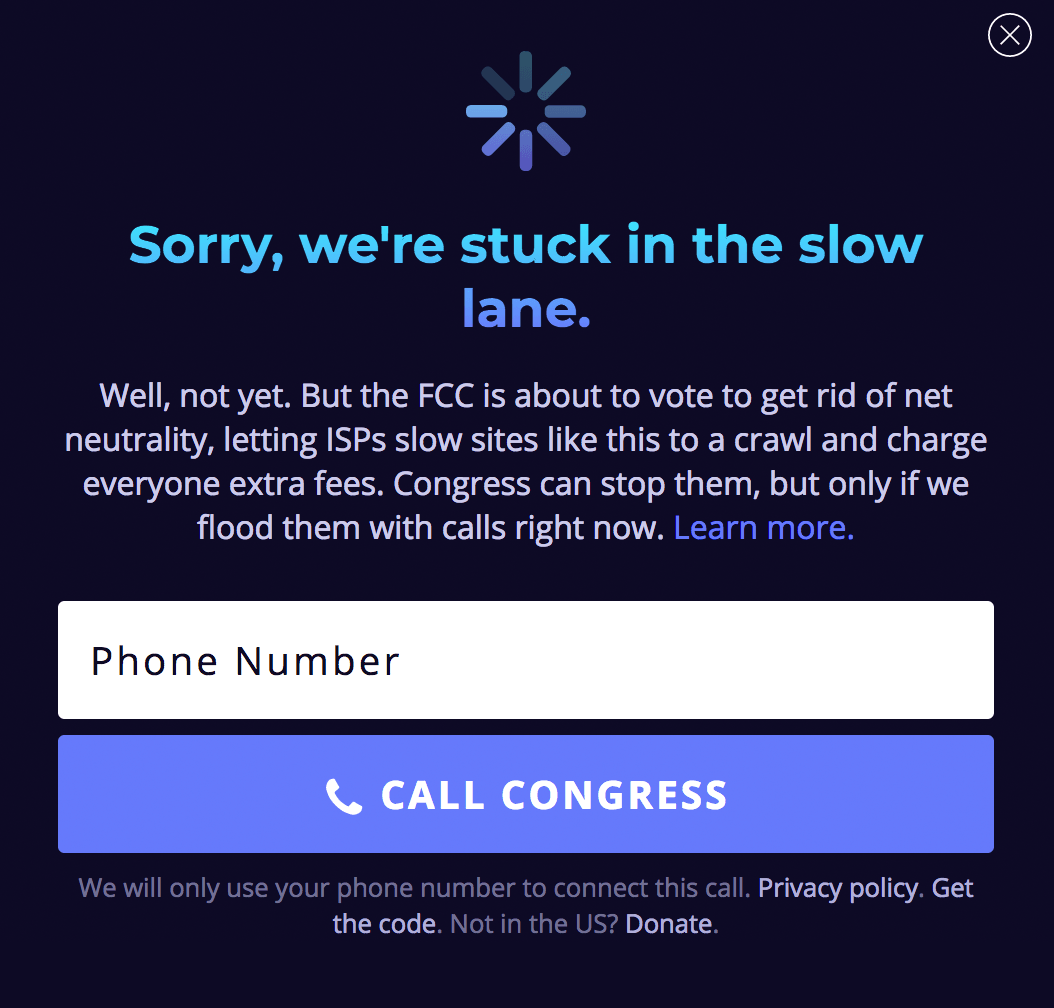 Sorry, we're stuck in the slow
lane.
Well, not yet. But the FCC is about to vote to get rid of net
neutrality, letting ISPs slow sites like this to a crawl and charge
everyone extra fees. Congress can stop them, but only if we
flood them with calls right now. Learn more.
Phone Number
CALL CONGRESS
We will only use your phone number to connect this call. Privacy policy. Get
the code. Not in the US? Donate.